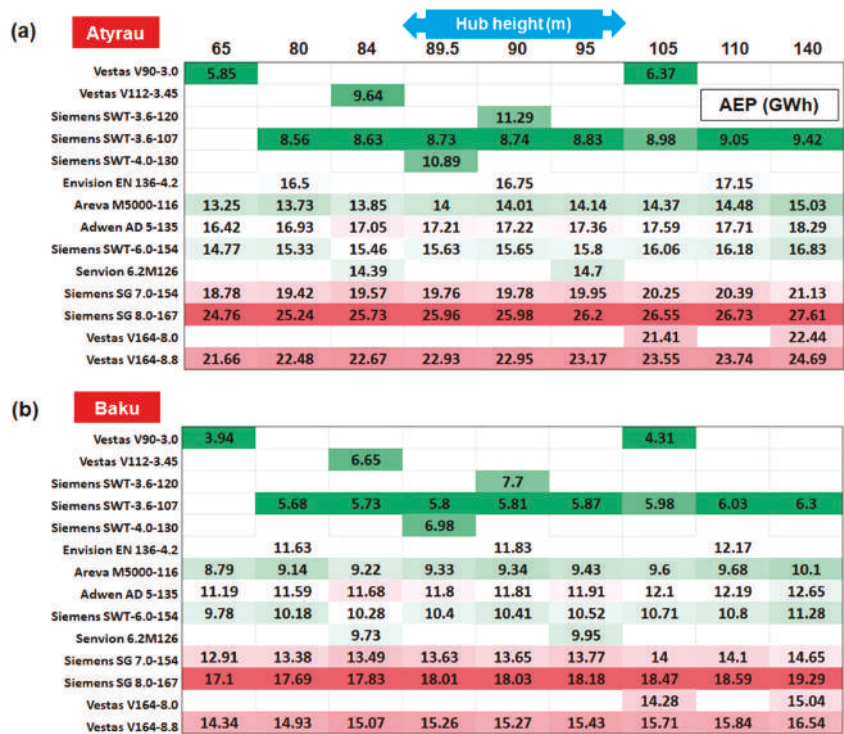 Hub height (m)
(a) Atyrau
65 80 84 89.5 90 95 105 110 140
Vestas V90-3.0 5.85 6.37
Vestas V112-3.45 9.64
AEP (GWh)
Siemens SWT-3.6-120 11.29
Siemens SWT-3.6-107 8.56 8.63 8.73 8.74 8.83 8.98 9.05 9.42
Siemens SWT-4.0-130 10.89
Envision EN 136-4.2 16.5 16.75 17.15
Areva M5000-116 13.25 13.73 13.85 14 14.01 14.14 14.37 14.48 15.03
Adwen AD 5-135 16.42 16.93 17.05 17.21 17.22 17.36 17.59 17.71 18.29
Siemens SWT-6.0-154 14.77 15.33 15.46 15.63 15.65 15.8 16.06 16.18 16.83
Senvion 6.2M126 14.39 14.7
Siemens SG 7.0-154 18.78 19.42 19.57 19.76 19.78 19.95 20.25 20.39 21.13
Siemens SG 8.0-167 24.76 25.24 25.73 25.96 25.98 26.2 26.55 26.73 27.61
Vestas V164-8.0 21.41 22.44
Vestas V164-8.8 21.66 22.48 22.67 22.93 22.95 23.17 23.55 23.74 24.69
(b) Baku
Vestas V90-3.0 3.94 4.31
Vestas V112-3.45 6.65
Siemens SWT-3.6-120 7.7
Siemens SWT-3.6-107 5.68 5.73 5.8 5.81 5.87 5.98 6.03 6.3
Siemens SWT-4.0-130 6.98
Envision EN 136-4.2 11.63 11.83 12.17
Areva M5000-116 8.79 9.14 9.22 9.33 9.34 9.43 9.6 9.68 10.1
Adwen AD 5-135 11.19 11.59 11.68 11.8 11.81 11.91 12.1 12.19 12.65
Siemens SWT-6.0-154 9.78 10.18 10.28 10.4 10.41 10.52 10.71 10.8 11.28
Senvion 6.2M126 9.73 9.95
Siemens SG 7.0-154 12.91 13.38 13.49 13.63 13.65 13.77 14 14.1 14.65
Siemens SG 8.0-167 17.1 17.69 17.83 18.01 18.03 18.18 18.47 18.59 19.29
Vestas V164-8.0 14.28 15.04
Vestas V164-8.8 14.34 14.93 15.07 15.26 15.27 15.43 15.71 15.84 16.54